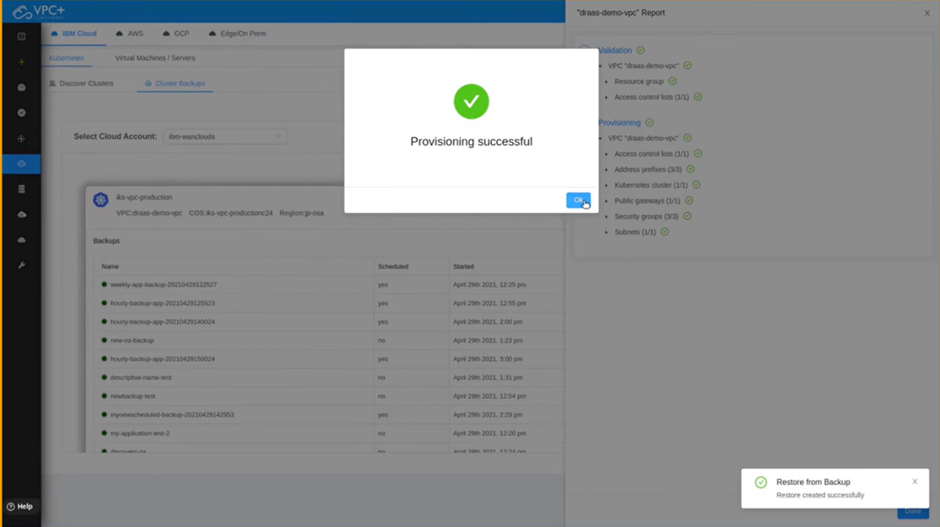 VPC+
"draas-demo-vpc" Report
IBM Cloud
AWS
GCP
Edge/On Prem
Kubernetes
Virtual Machines / Servers
Discover Clusters
Cluster Backups
Select Cloud Account:
ibm-wanclouds
iks-vpc-production
VPC:draas-demo-vpc COS:iks-vpc-productionc24 Region:jp-osa
Backups
Name Scheduled Started
weekly-app-backup-20210429122527 yes April 29th 2021, 12:25 pm
hourly-backup-app-20210429125523 yes April 29th 2021, 12:55 pm
hourly-backup-app-20210429140024 yes April 29th 2021, 2:00 pm
new-ns-backup no April 29th 2021, 1:23 pm
hourly-backup-app-20210429150024 yes April 29th 2021, 3:00 pm
descriptive-name-test no April 29th 2021, 1:31 pm
newbackup-test no April 29th 2021, 12:54 pm
mynewscheduled-backup-20210429142953 yes April 29th 2021, 2:29 pm
my-application-test-2 no April 29th 2021, 12:20 pm
no April 29th 2021, 12:24 pm
Help
Provisioning successful
Validation
VPC "draas-demo-vpc"
Resource group
Access control lists (1/1)
Provisioning
VPC "draas-demo-vpc"
Access control lists (1/1)
Address prefixes (3/3)
Kubernetes cluster (1/1)
Public gateways (1/1)
Security groups (3/3)
Subnets (1/1)
Restore from Backup
Restore created successfully
Done